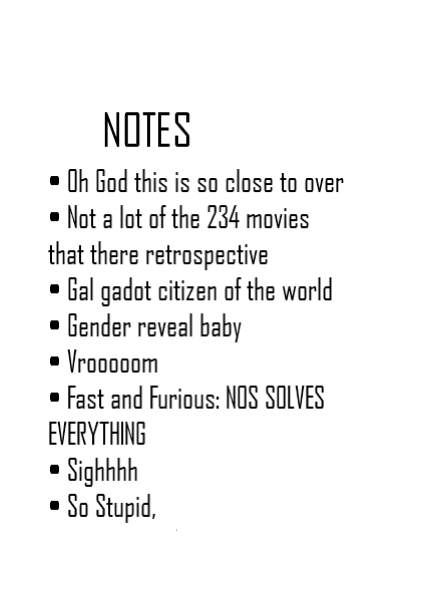 NOTES
• Oh God this is so close to over
• Not a lot of the 234 movies
that there retrospective
• Gal gadot citizen of the world
• Gender reveal baby
• Vrooooom
• Fast and Furious: NOS SOLVES
EVERYTHING
• Sighhhh
• So Stupid,